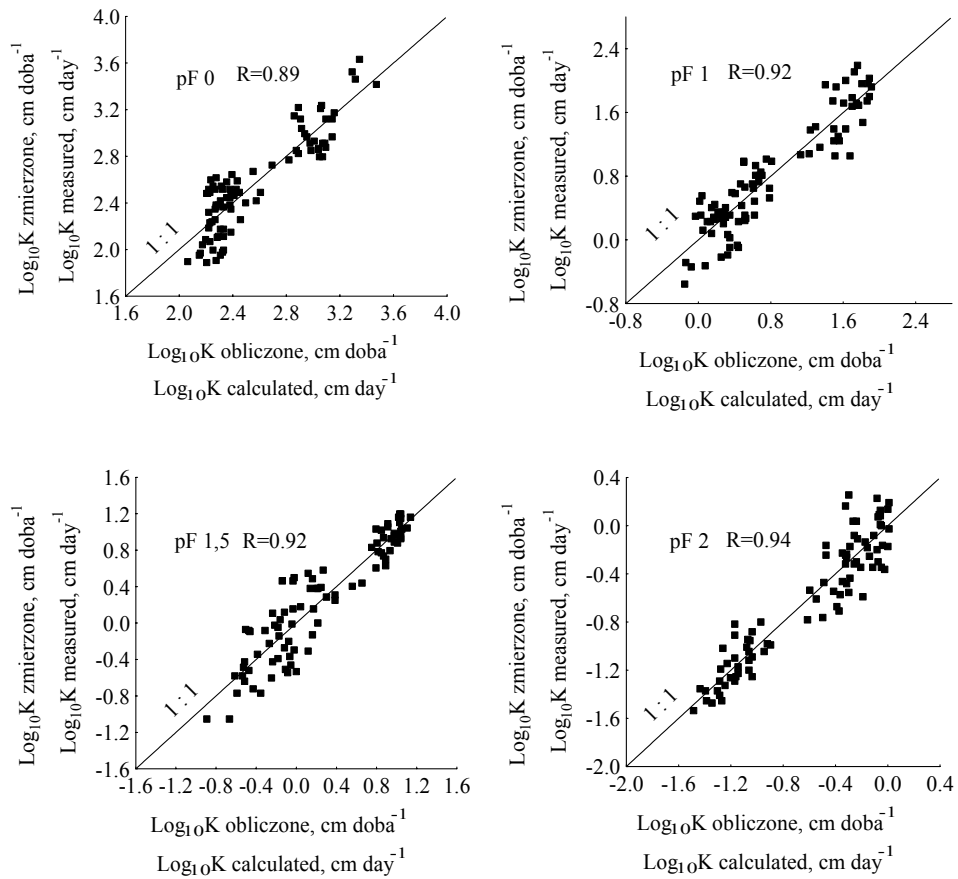 Log₁₀K zmierzone, cm doba⁻¹
Log₁₀K measured, cm day⁻¹
4.0
3.6
3.2
2.8
2.4
2.0
1.6
pF 0 R=0.89
1:1
1.6 2.0 2.4 2.8 3.2 3.6 4.0
Log₁₀K obliczone, cm doba⁻¹
Log₁₀K calculated, cm day⁻¹
Log₁₀K zmierzone, cm doba⁻¹
Log₁₀K measured, cm day⁻¹
2.4
1.6
0.8
0.0
-0.8
pF 1 R=0.92
1:1
-0.8 0.0 0.8 1.6 2.4
Log₁₀K obliczone, cm doba⁻¹
Log₁₀K calculated, cm day⁻¹
Log₁₀K zmierzone, cm doba⁻¹
Log₁₀K measured, cm day⁻¹
1.6
1.2
0.8
0.4
0.0
-0.4
-0.8
-1.2
-1.6
pF 1,5 R=0.92
1:1
-1.6 -1.2 -0.8 -0.4 0.0 0.4 0.8 1.2 1.6
Log₁₀K obliczone, cm doba⁻¹
Log₁₀K calculated, cm day⁻¹
Log₁₀K zmierzone, cm doba⁻¹
Log₁₀K measured, cm day⁻¹
0.4
0.0
-0.4
-0.8
-1.2
-1.6
-2.0
pF 2 R=0.94
1:1
-2.0 -1.6 -1.2 -0.8 -0.4 0.0 0.4
Log₁₀K obliczone, cm doba⁻¹
Log₁₀K calculated, cm day⁻¹